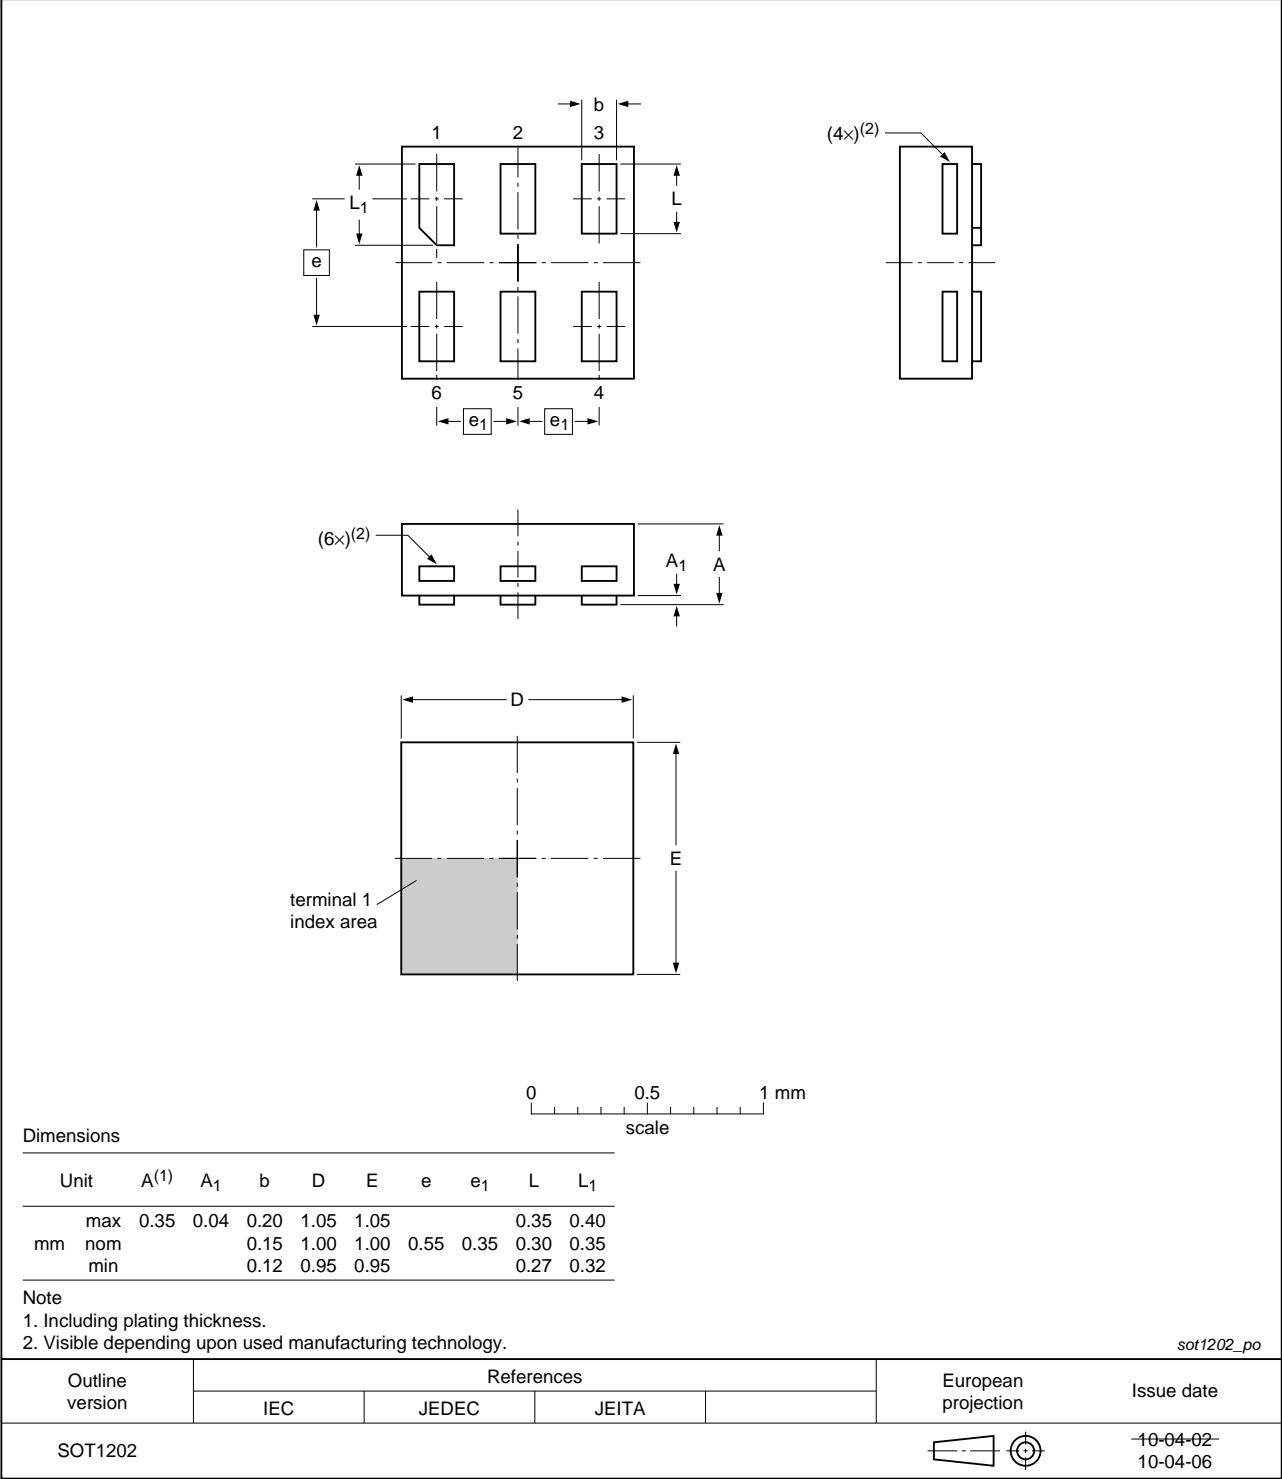 b
1 2 3
(4×)(2)
L1
L
e
6 5 4
e1 e1
(6×)(2)
A1 A
D
E
terminal 1
index area
0 0.5 1 mm
scale
Dimensions
Unit A(1) A1 b D E e e1 L L1
max 0.35 0.04 0.20 1.05 1.05 0.35 0.40
mm nom 0.15 1.00 1.00 0.55 0.35 0.30 0.35
min 0.12 0.95 0.95 0.27 0.32
Note
1. Including plating thickness.
2. Visible depending upon used manufacturing technology.
sot1202_po
Outline
version
References
IEC JEDEC JEITA
European
projection
Issue date
SOT1202
10-04-02
10-04-06